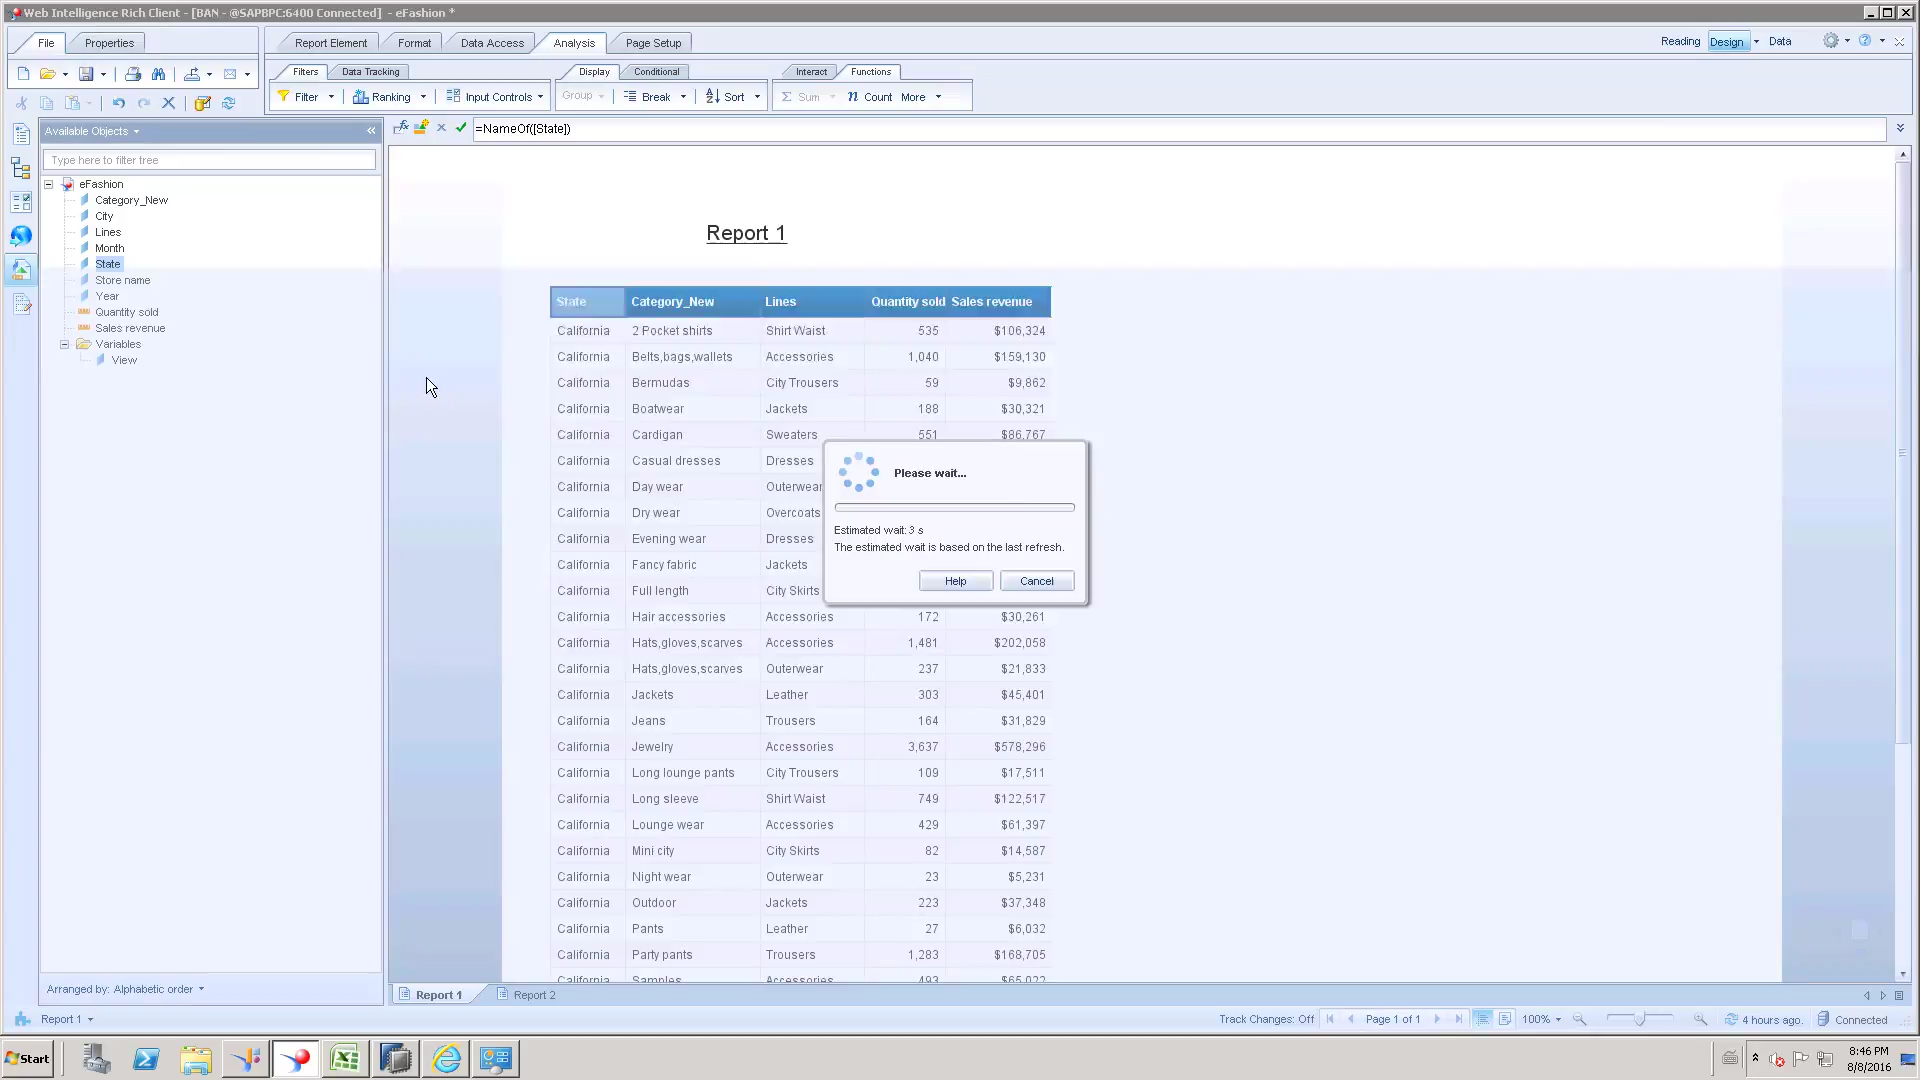 Web Intelligence Rich Client - [BAN - @SAPBPC:6400 Connected] - eFashion *
File Properties Report Element Format Data Access Analysis Page Setup Reading Design Data
Filters Data Tracking Display Conditional Interact Functions
Filter Ranking Input Controls Group Break Sort Sum Count More
Available Objects
=NameOf([State])
Type here to filter tree
eFashion
Category_New
City
Lines
Month
State
Store name
Year
Quantity sold
Sales revenue
Variables
View
Report 1
State Category_New Lines Quantity sold Sales revenue
California 2 Pocket shirts Shirt Waist 535 $106,324
California Belts,bags,wallets Accessories 1,040 $159,130
California Bermudas City Trousers 59 $9,862
California Boatwear Jackets 188 $30,321
California Cardigan Sweaters 551 $86,767
California Casual dresses Dresses
California Day wear Outerwear
California Dry wear Overcoats
California Evening wear Dresses
California Fancy fabric Jackets
California Full length City Skirts
California Hair accessories Accessories 172 $30,261
California Hats,gloves,scarves Accessories 1,481 $202,058
California Hats,gloves,scarves Outerwear 237 $21,833
California Jackets Leather 303 $45,401
California Jeans Trousers 164 $31,829
California Jewelry Accessories 3,637 $578,296
California Long lounge pants City Trousers 109 $17,511
California Long sleeve Shirt Waist 749 $122,517
California Lounge wear Accessories 429 $61,397
California Mini city City Skirts 82 $14,587
California Night wear Outerwear 23 $5,231
California Outdoor Jackets 223 $37,348
California Pants Leather 27 $6,032
California Party pants Trousers 1,283 $168,705
California Samples Accessories 493 $65,022
Please wait...
Estimated wait: 3 s
The estimated wait is based on the last refresh.
Help Cancel
Arranged by: Alphabetic order
Report 1 Report 2
Report 1 Track Changes: Off Page 1 of 1 100% 4 hours ago. Connected
Start
8:46 PM
8/8/2016